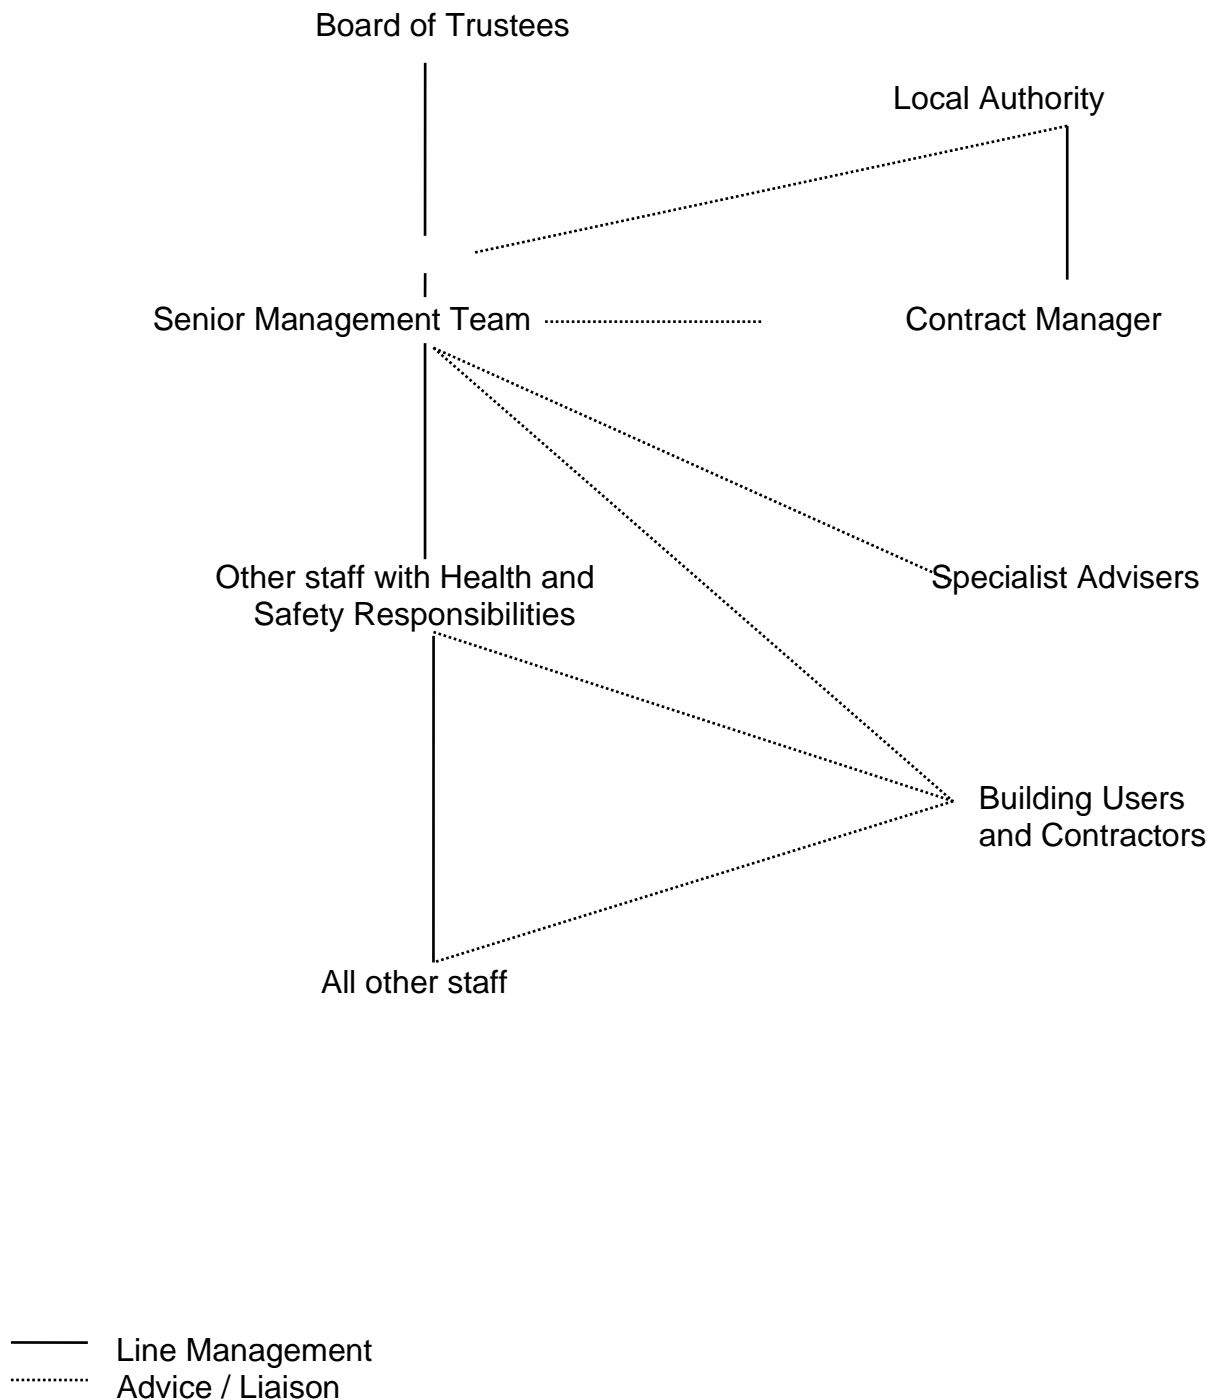 Board of Trustees
Local Authority
Senior Management Team
Contract Manager
Other staff with Health and
Safety Responsibilities
Specialist Advisers
Building Users
and Contractors
All other staff
Line Management
Advice / Liaison